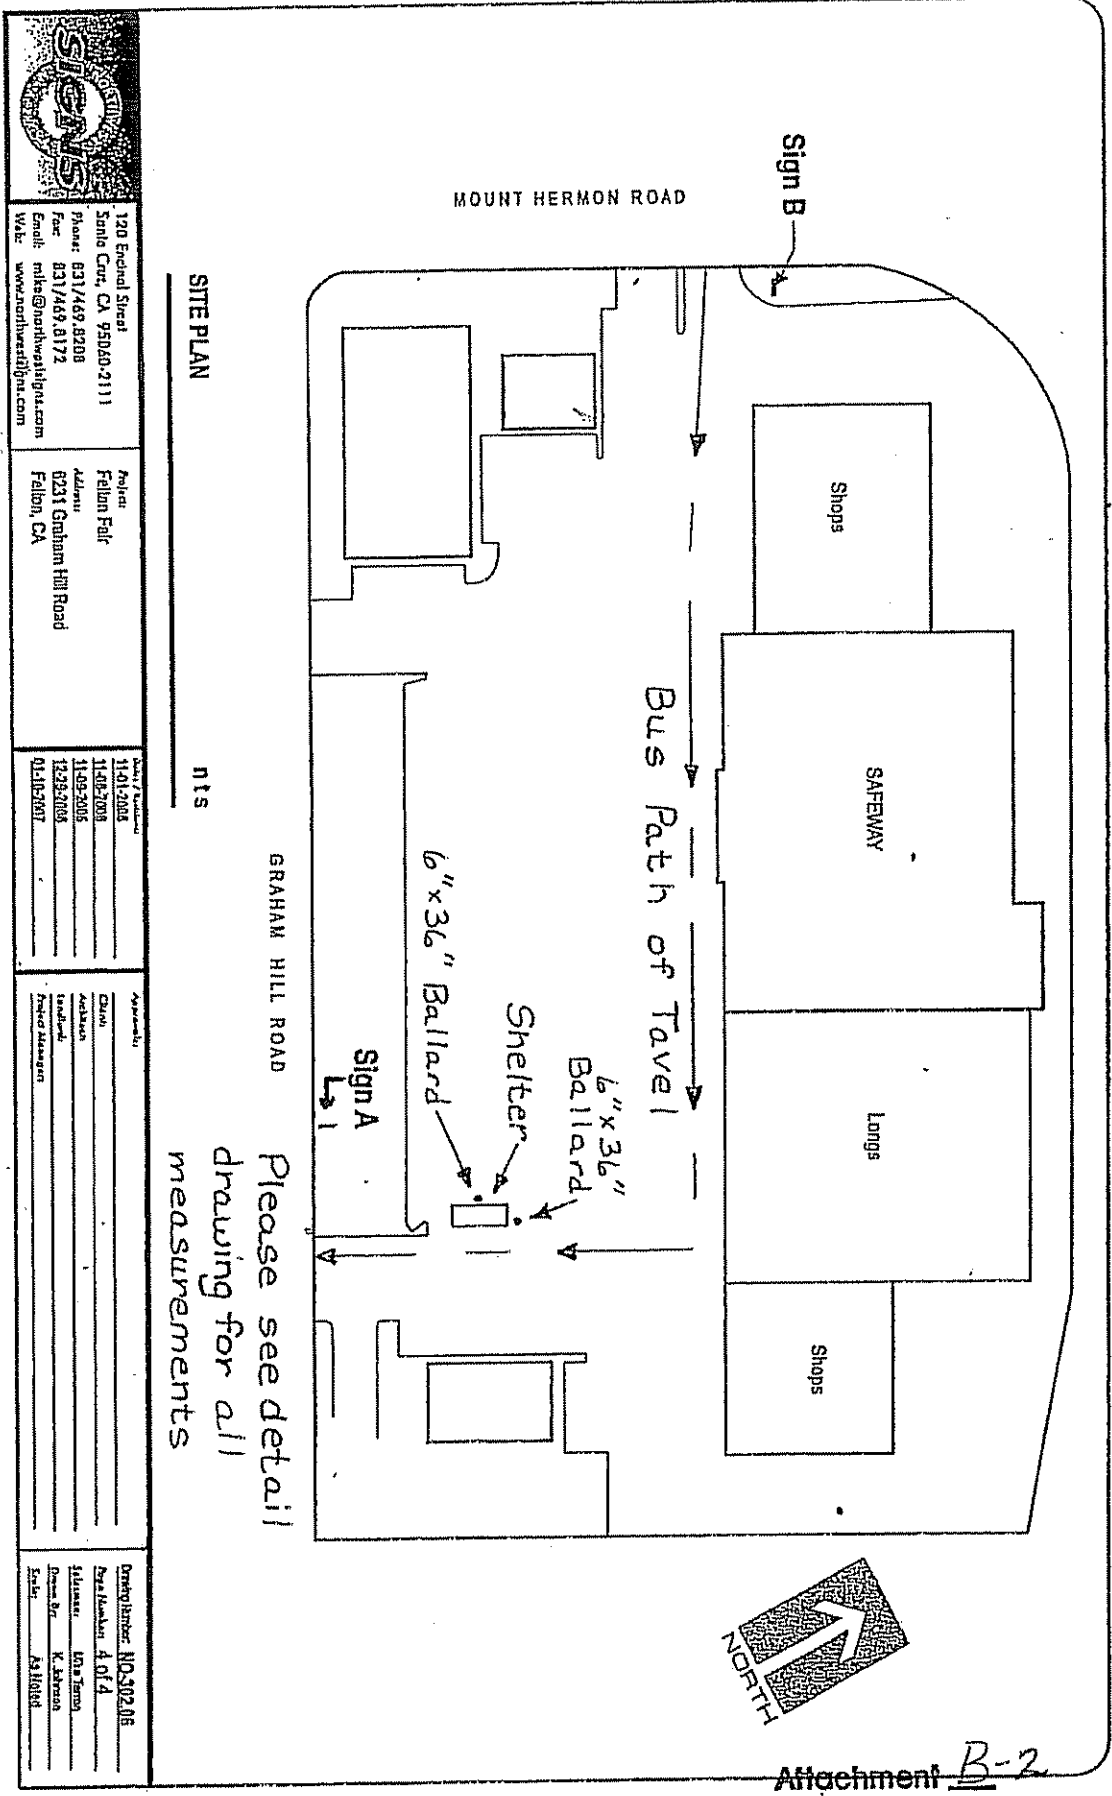 Attachment B-2
MOUNT HERMON ROAD
Sign B
Shops
SAFEWAY
Longs
Shops
Bus Path of Tavel
6"x36"
Ballard
Shelter
6"x36" Ballard
Sign A
GRAHAM HILL ROAD
NORTH
Please see detail
drawing for all
measurements
SITE PLAN
nts
SIGNS
120 Encinal Street
Santa Cruz, CA 95060-2111
Phone: 831/469.8208
Fax: 831/469.8172
Email: mike@northwestsigns.com
Web: www.northwestsigns.com
Project:
Felton Fair
Address:
6231 Graham Hill Road
Felton, CA
11-01-2006
11-08-2006
11-09-2006
12-29-2006
01-10-2007
Approvals:
Client:
Architect:
Landlord:
Project Manager:
Drawing Number: NO-302.06
Page Number: 4 of 4
Salesman:
Drawn By: K. Johnson
Scale: As Noted